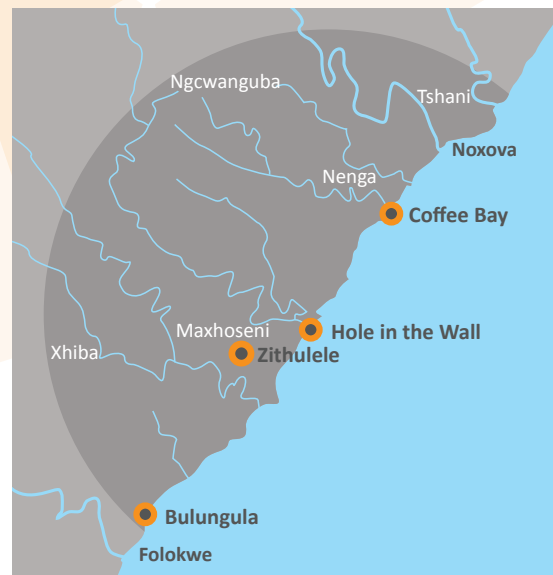 Ngcwanguba
Tshani
Noxova
Nenga
Coffee Bay
Maxhoseni
Hole in the Wall
Xhiba
Zithulele
Bulungula
Folokwe